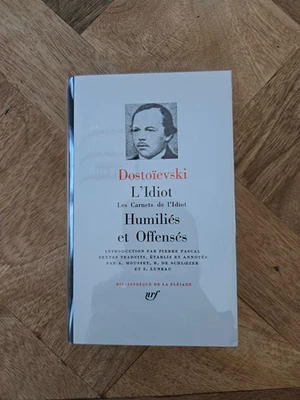 Dostoïevski
L'Idiot
Les Carnets de l'Idiot
Humiliés
et Offensés
INTRODUCTION PAR PIERRE PASCAL
TEXTES TRADUITS, ÉTABLIS ET ANNOTÉS
PAR A. MOUSSET, B. DE SCHLŒZER
ET S. LUNEAU
BIBLIOTHÈQUE DE LA PLÉIADE
nrf